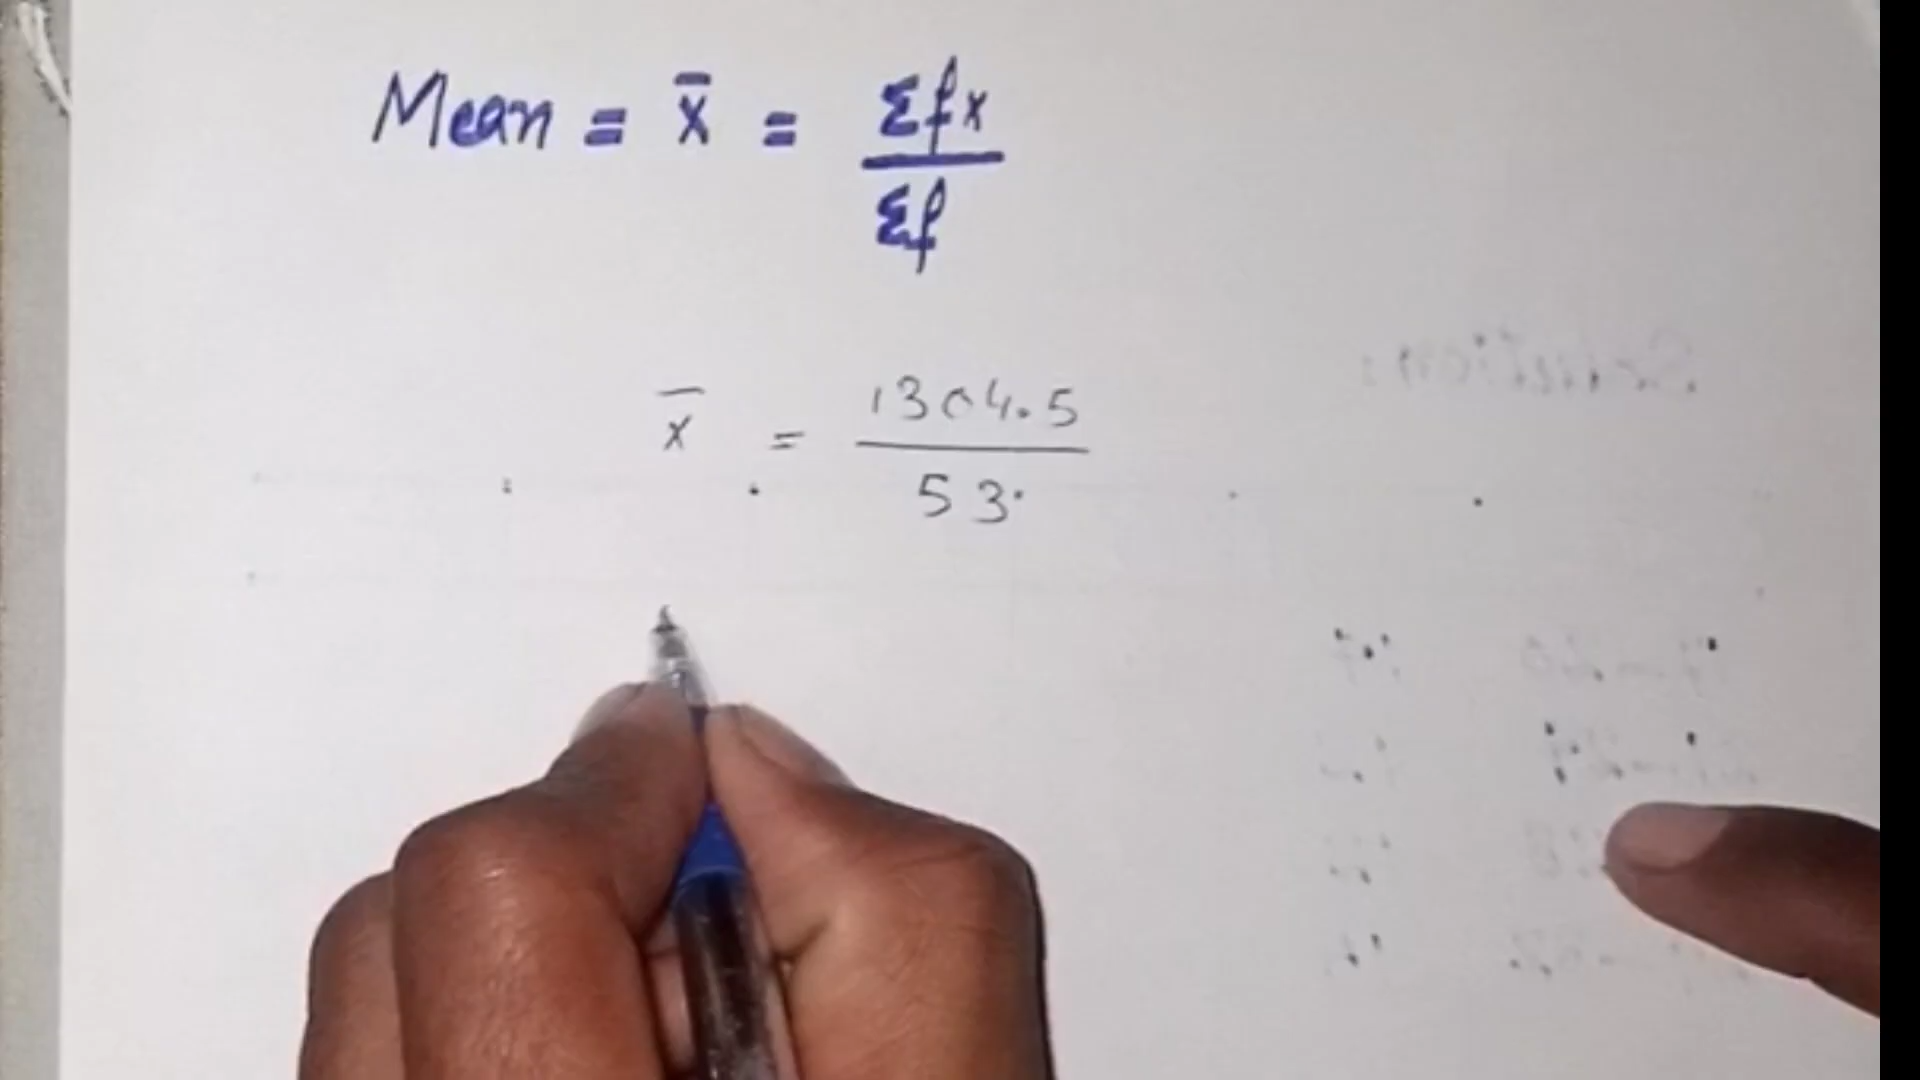 Mean = x̄ = Σfx / Σf
x̄ = 1304.5 / 53